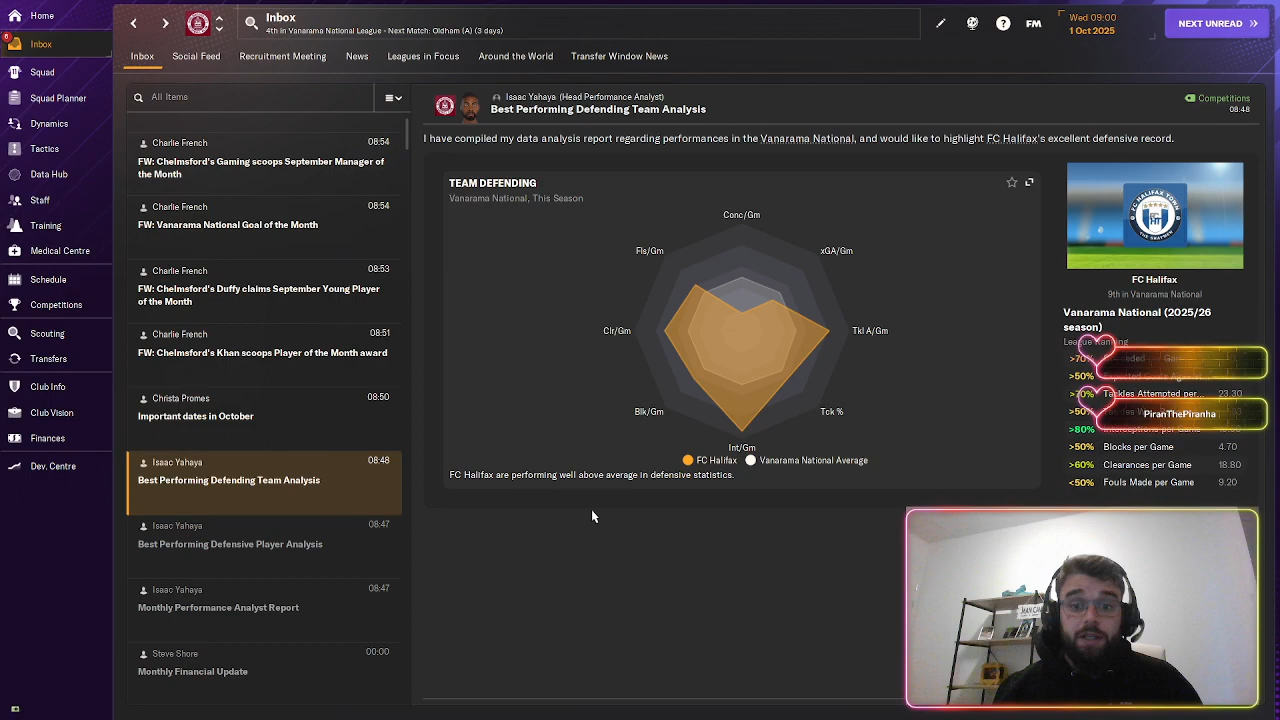 Home
6
Inbox
Squad
Squad Planner
Dynamics
Tactics
Data Hub
Staff
Training
Medical Centre
Schedule
Competitions
Scouting
Transfers
Club Info
Club Vision
Finances
Dev. Centre
Inbox
4th in Vanarama National League - Next Match: Oldham (A) (3 days)
?
FM
Wed 09:00
1 Oct 2025
NEXT UNREAD
Inbox
Social Feed
Recruitment Meeting
News
Leagues in Focus
Around the World
Transfer Window News
All Items
Charlie French
08:54
FW: Chelmsford's Gaming scoops September Manager of
the Month
Charlie French
08:54
FW: Vanarama National Goal of the Month
Charlie French
08:53
FW: Chelmsford's Duffy claims September Young Player
of the Month
Charlie French
08:51
FW: Chelmsford's Khan scoops Player of the Month award
Christa Promes
08:50
Important dates in October
Isaac Yahaya
08:48
Best Performing Defending Team Analysis
Isaac Yahaya
08:47
Best Performing Defensive Player Analysis
Isaac Yahaya
08:47
Monthly Performance Analyst Report
Steve Shore
00:00
Monthly Financial Update
Isaac Yahaya (Head Performance Analyst)
Best Performing Defending Team Analysis
Competitions
08:48
I have compiled my data analysis report regarding performances in the Vanarama National, and would like to highlight FC Halifax's excellent defensive record.
TEAM DEFENDING
Vanarama National, This Season
Conc/Gm
Fls/Gm
xGA/Gm
Clr/Gm
Tkl A/Gm
Blk/Gm
Tck %
Int/Gm
FC Halifax
Vanarama National Average
FC Halifax are performing well above average in defensive statistics.
FC HALIFAX TOWN
THE SHAYMEN
FC Halifax
9th in Vanarama National
Vanarama National (2025/26
season)
League Ranking
>70%
>50%
>70% Tackles Attempted per... 23.30
>50%
PiranThePiranha
>80%
>50% Blocks per Game 4.70
>60% Clearances per Game 18.80
<50% Fouls Made per Game 9.20